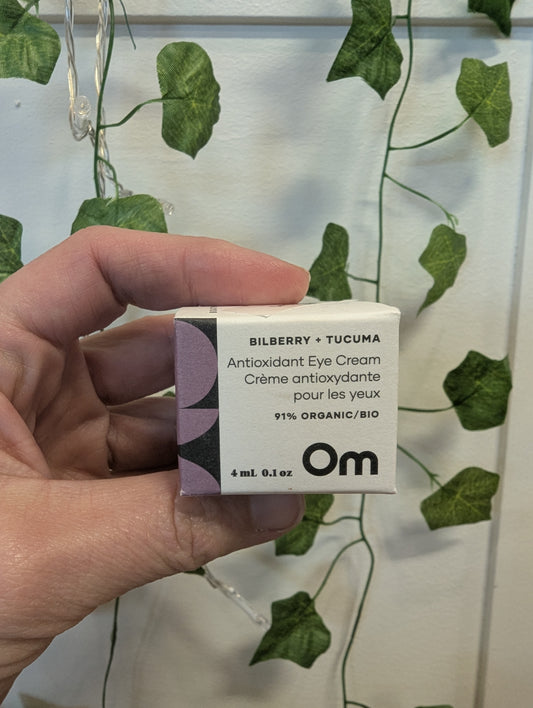 BILBERRY + TUCUMA
Antioxidant Eye Cream
Crème antioxydante
pour les yeux
91% ORGANIC/BIO
4 mL 0.1 oz
Om